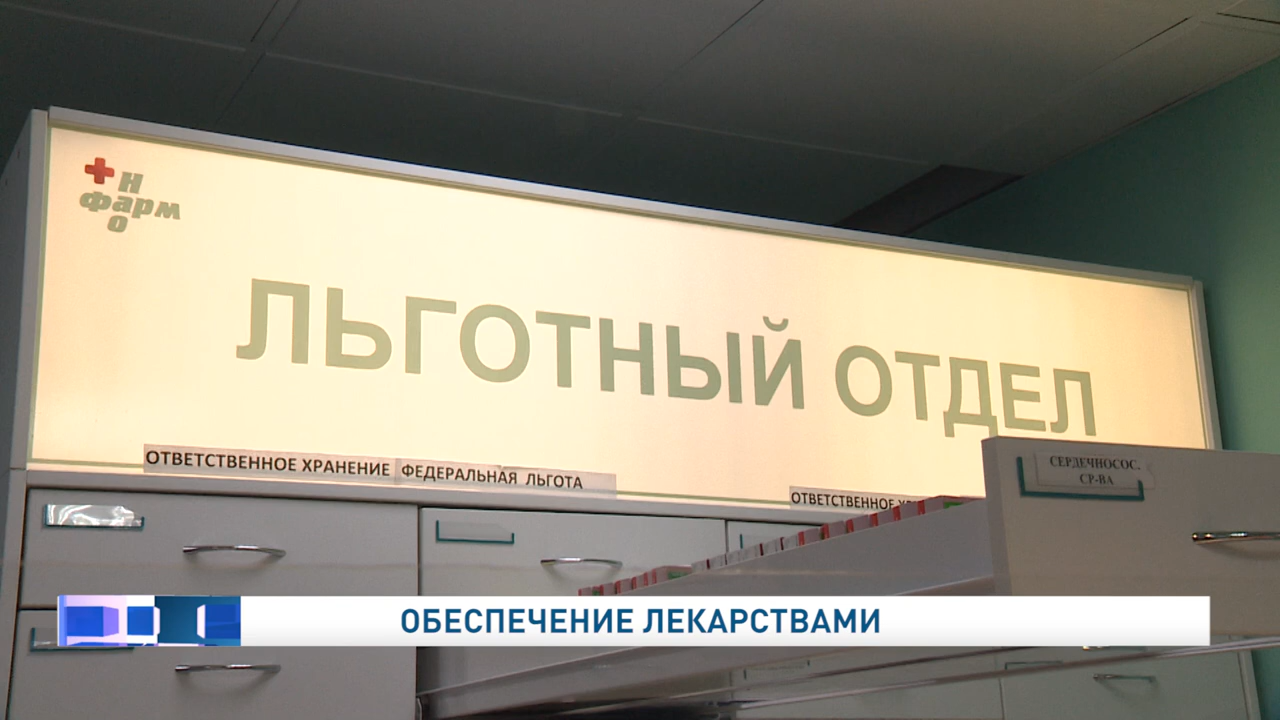 Н
фарм
о
ЛЬГОТНЫЙ ОТДЕЛ
ОТВЕТСТВЕННОЕ ХРАНЕНИЕ ФЕДЕРАЛЬНАЯ ЛЬГОТА
ОТВЕТСТВЕННОЕ
СЕРДЕЧНОСОС.
СР-ВА
ОБЕСПЕЧЕНИЕ ЛЕКАРСТВАМИ